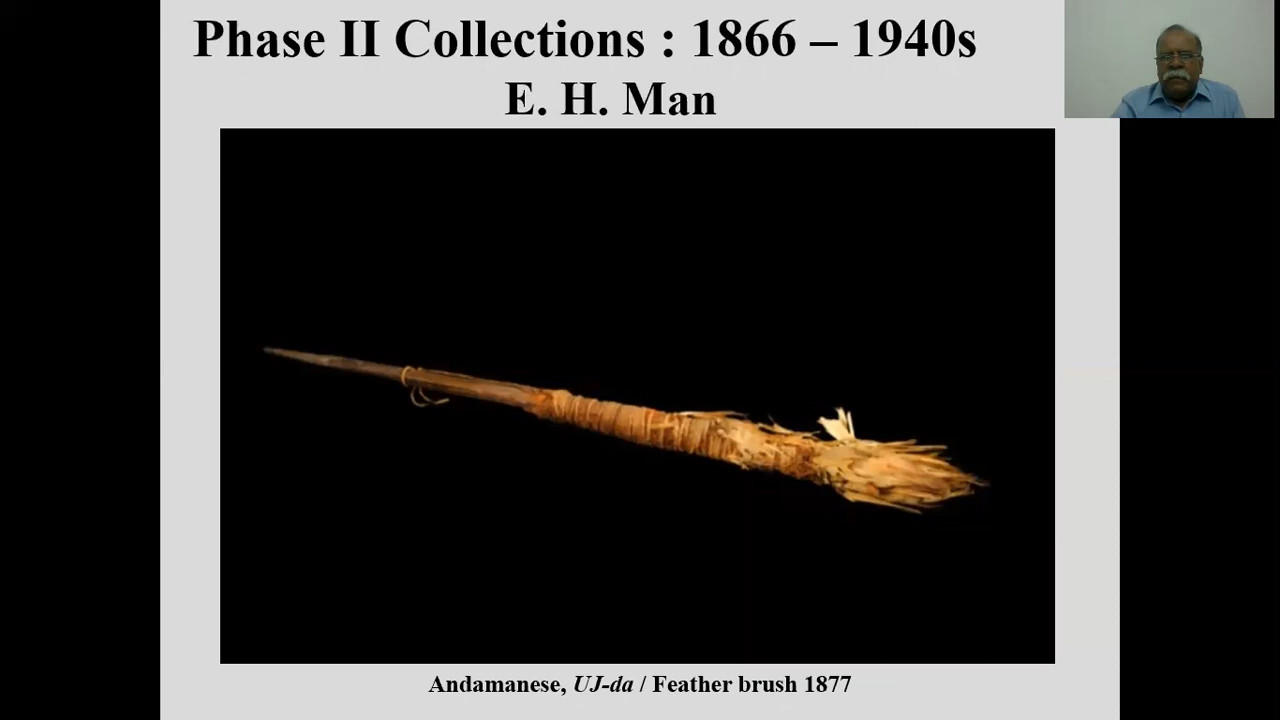 Phase II Collections : 1866 – 1940s
E. H. Man
Andamanese, UJ-da / Feather brush 1877